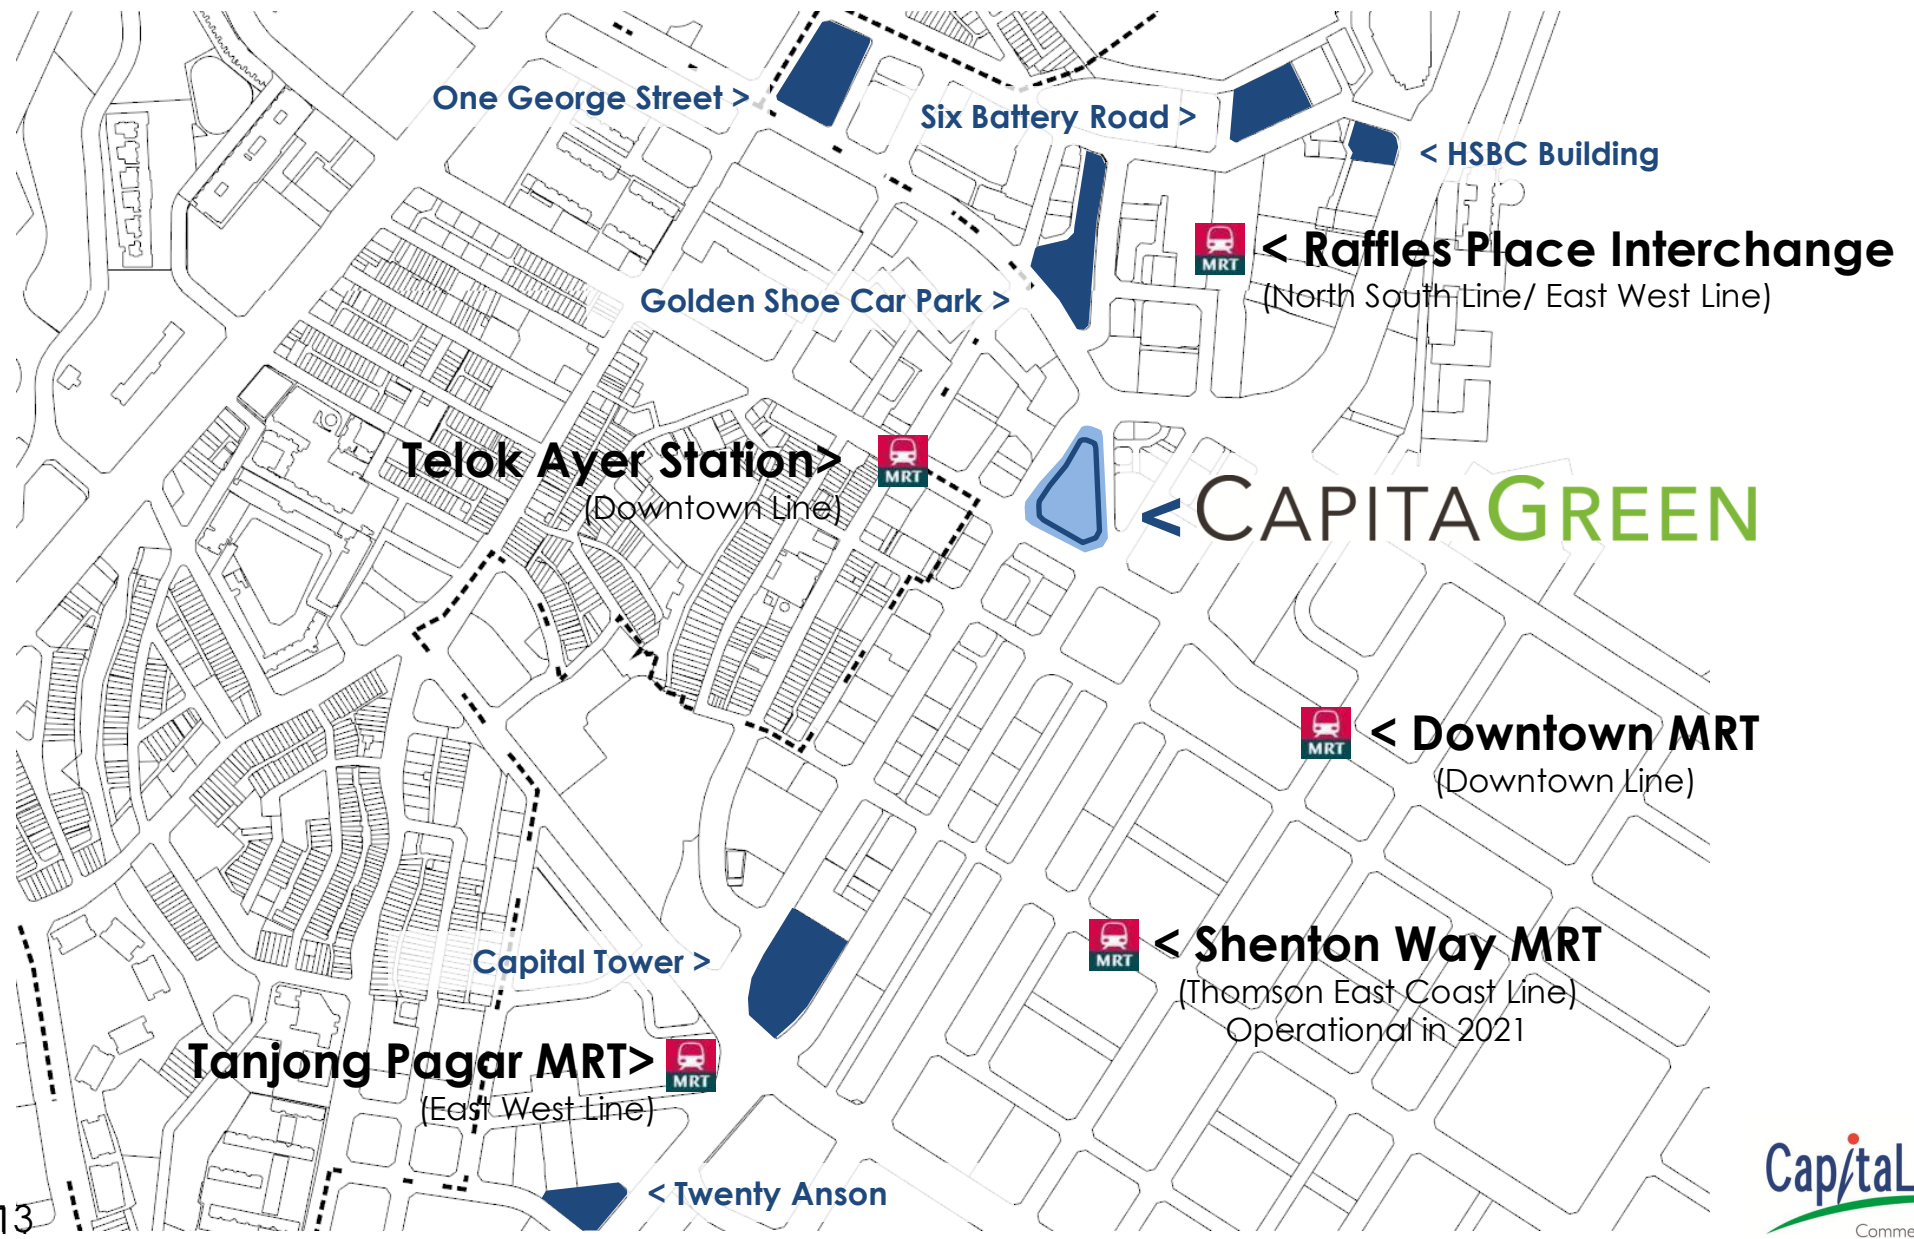 One George Street >
Six Battery Road >
< HSBC Building
MRT
< Raffles Place Interchange
(North South Line/ East West Line)
Golden Shoe Car Park >
Telok Ayer Station>
MRT
(Downtown Line)
< CAPITAGREEN
MRT
< Downtown MRT
(Downtown Line)
MRT
< Shenton Way MRT
(Thomson East Coast Line)
Operational in 2021
Capital Tower >
Tanjong Pagar MRT>
MRT
(East West Line)
< Twenty Anson
CapitaL
Comme
13